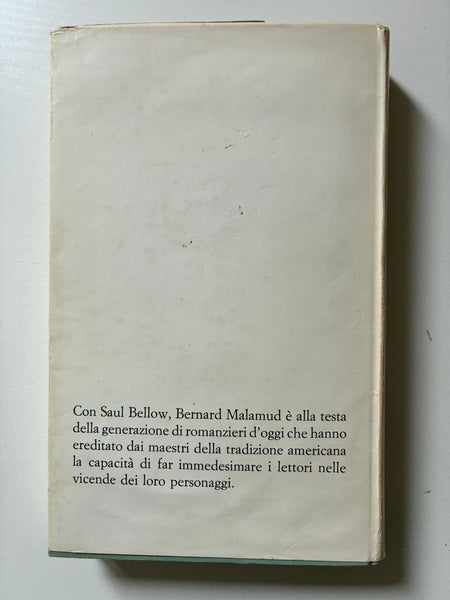 Con Saul Bellow, Bernard Malamud è alla testa
della generazione di romanzieri d'oggi che hanno
ereditato dai maestri della tradizione americana
la capacità di far immedesimare i lettori nelle
vicende dei loro personaggi.